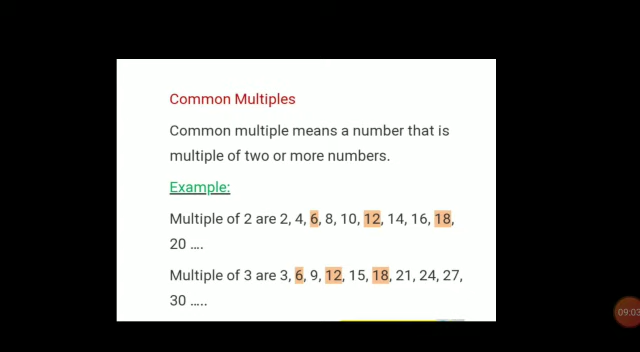 Common Multiples
Common multiple means a number that is
multiple of two or more numbers.
Example:
Multiple of 2 are 2, 4, 6, 8, 10, 12, 14, 16, 18,
20 ....
Multiple of 3 are 3, 6, 9, 12, 15, 18, 21, 24, 27,
30 .....
09:03